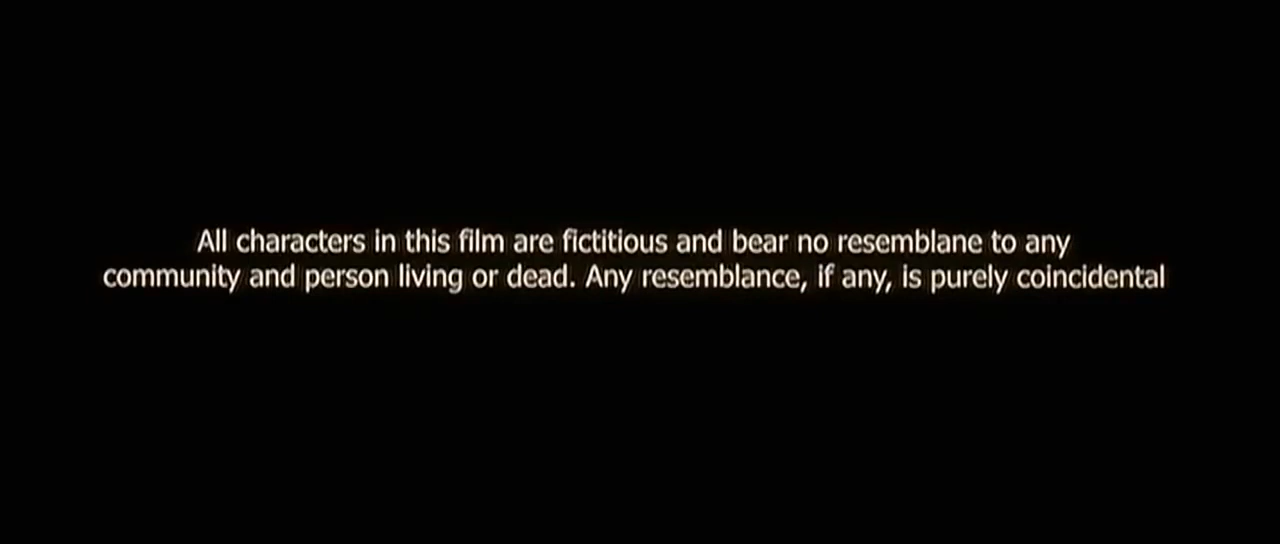 All characters in this film are fictitious and bear no resemblane to any
community and person living or dead. Any resemblance, if any, is purely coincidental